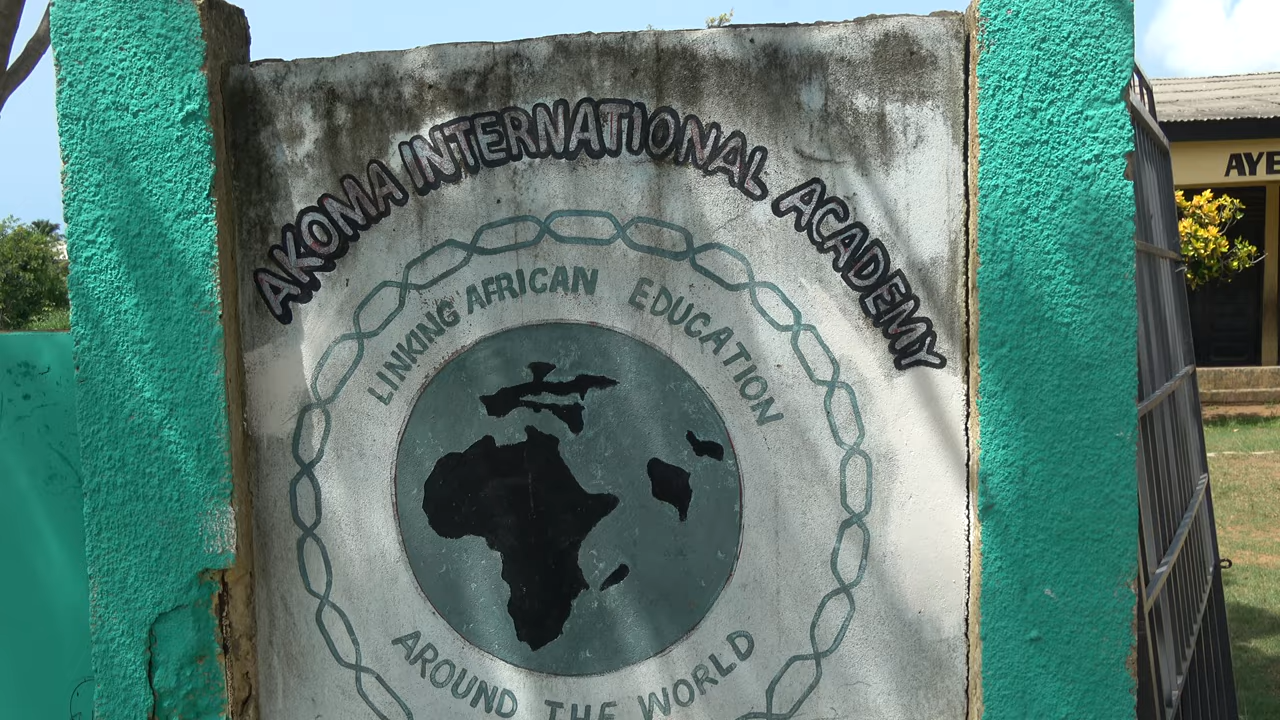 AKOMA INTERNATIONAL ACADEMY
LINKING AFRICAN EDUCATION
AROUND THE WORLD
AYE